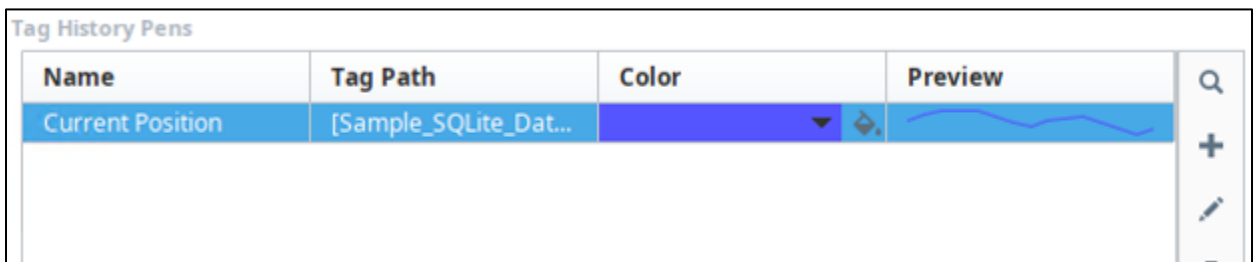 Tag History Pens
Name Tag Path Color Preview
Current Position [Sample_SQLite_Dat...